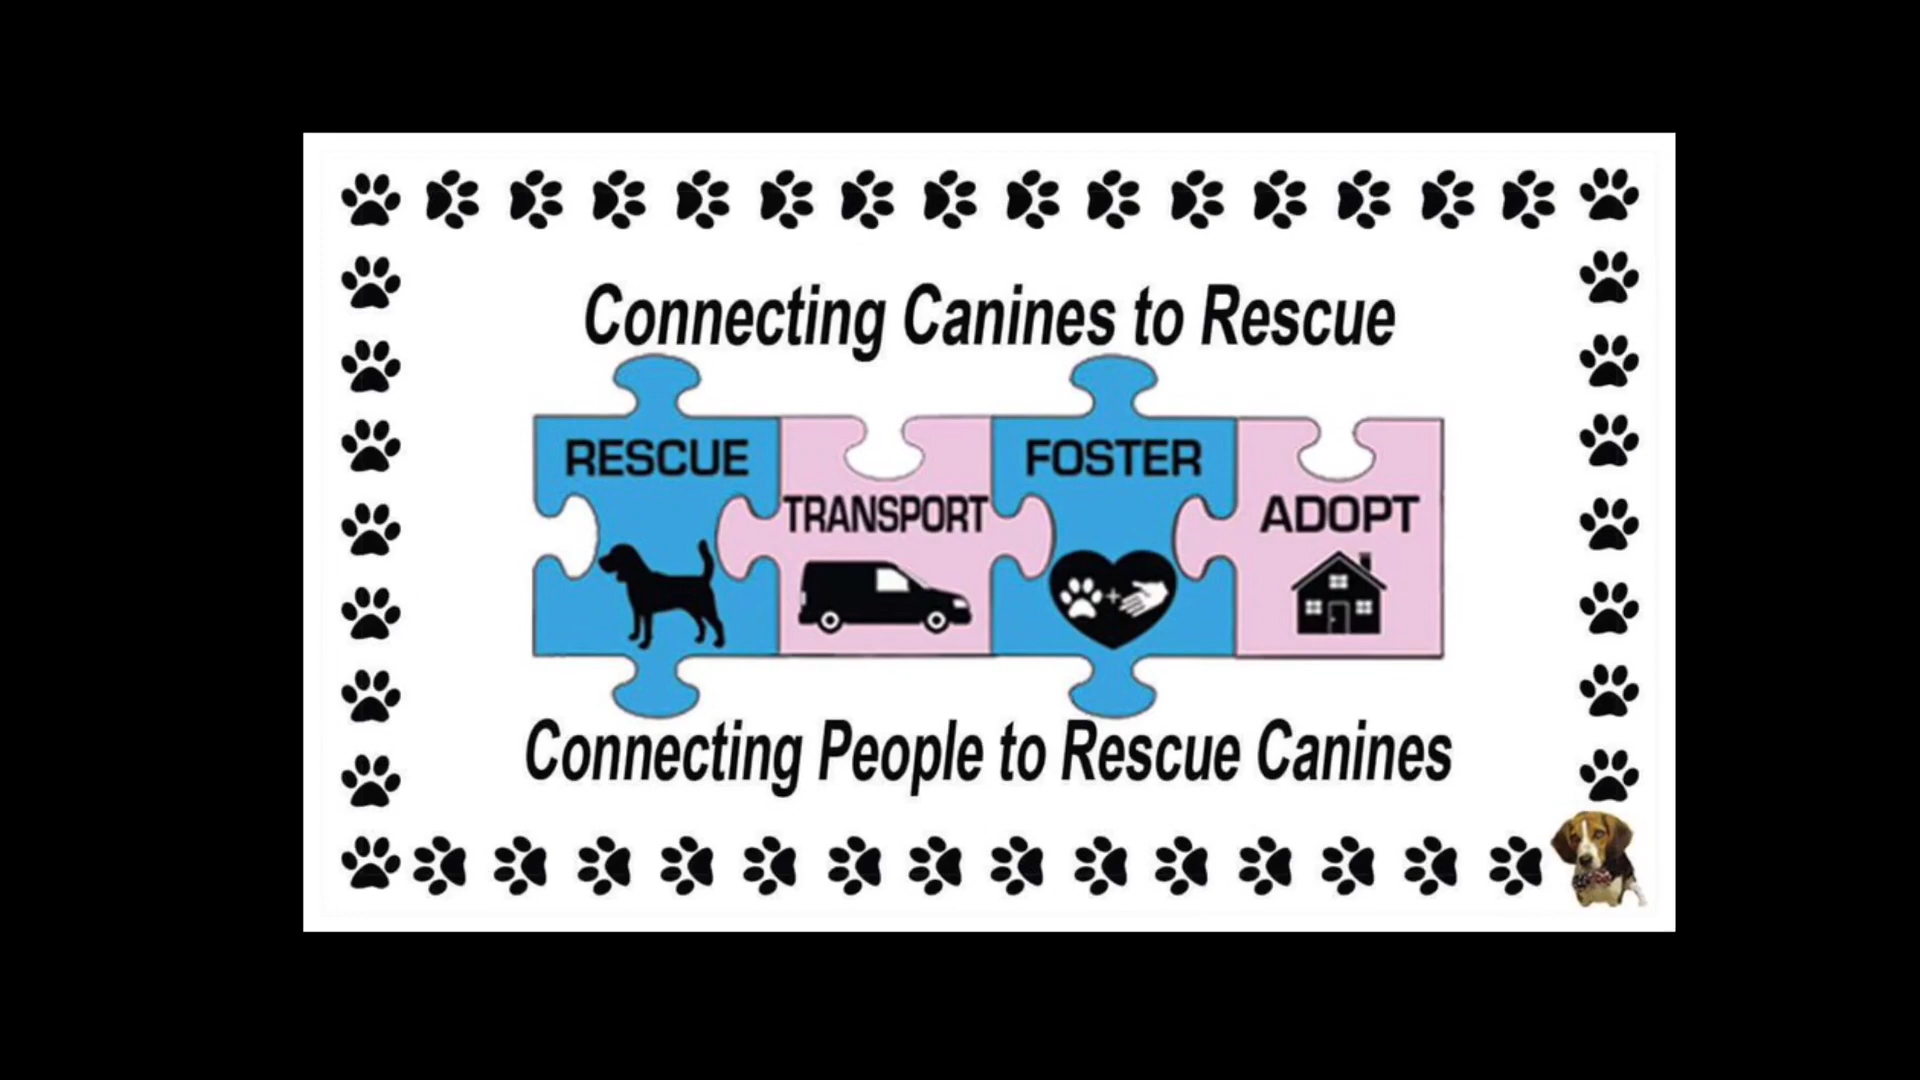 Connecting Canines to Rescue
RESCUE
TRANSPORT
FOSTER
ADOPT
+
Connecting People to Rescue Canines